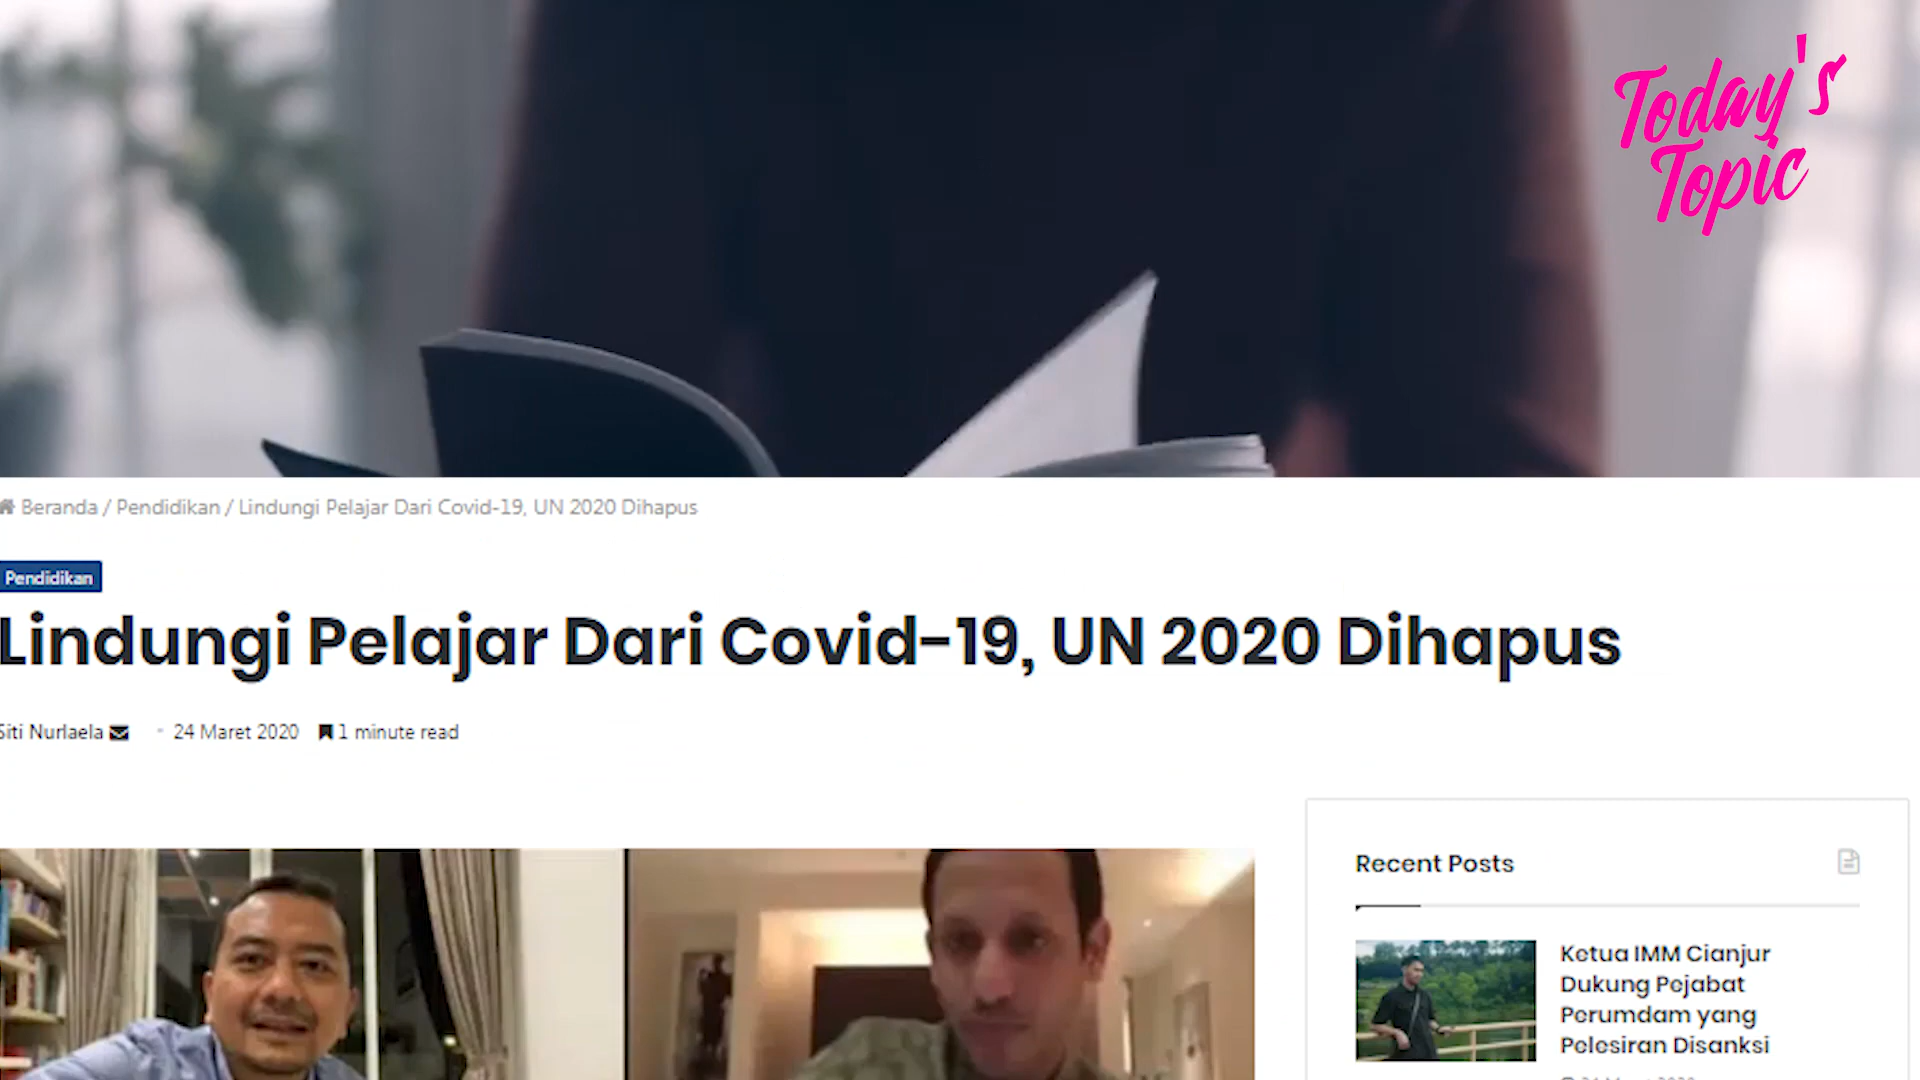 Today's
Topic
Beranda / Pendidikan / Lindungi Pelajar Dari Covid-19, UN 2020 Dihapus
Pendidikan
Lindungi Pelajar Dari Covid-19, UN 2020 Dihapus
Siti Nurlaela - 24 Maret 2020 1 minute read
Recent Posts
Ketua IMM Cianjur
Dukung Pejabat
Perumdam yang
Pelesiran Disanksi